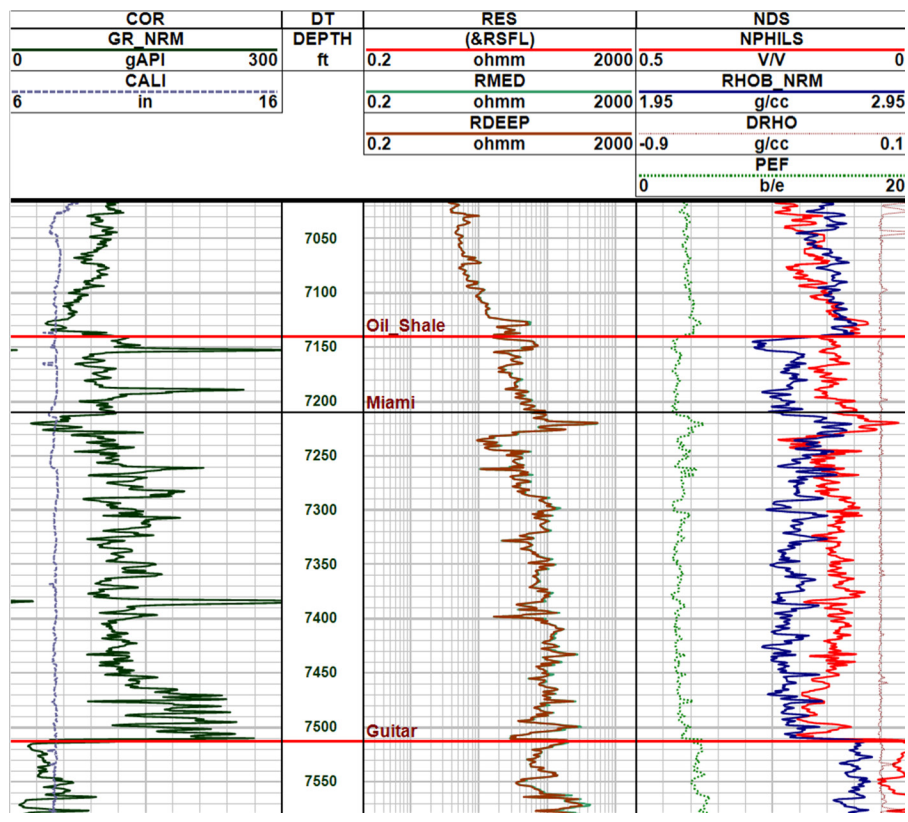 COR DT RES NDS
GR_NRM DEPTH (&RSFL) NPHILS
0 gAPI 300 ft 0.2 ohmm 2000 0.5 V/V 0
CALI RMED RHOB_NRM
6 in 16 0.2 ohmm 2000 1.95 g/cc 2.95
RDEEP DRHO
0.2 ohmm 2000 -0.9 g/cc 0.1
PEF
0 b/e 20
7050
7100
Oil_Shale
7150
7200
Miami
7250
7300
7350
7400
7450
7500
Guitar
7550